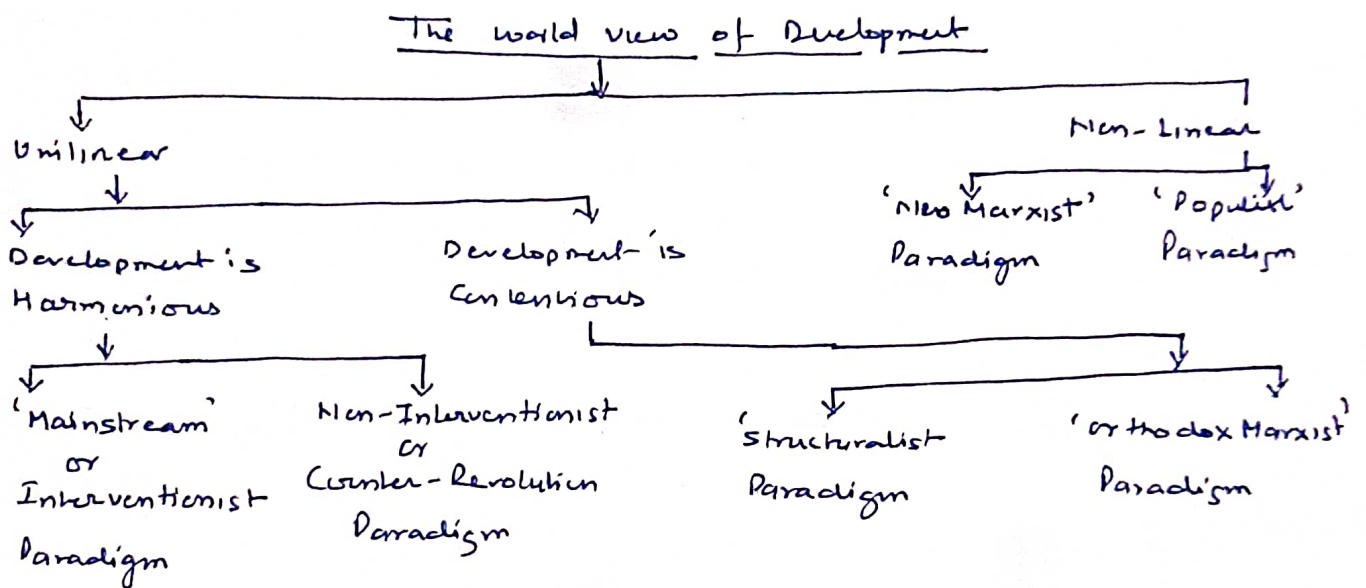 The world view of Development
Unilinear
Non-Linear
'Neo Marxist'
Paradigm
'Populist'
Paradigm
Development is
Harmonious
Development is
Contentious
'Mainstream'
or
Interventionist
Paradigm
Non-Interventionist
or
Counter-Revolution
Paradigm
'Structuralist
Paradigm
'Orthodox Marxist'
Paradigm